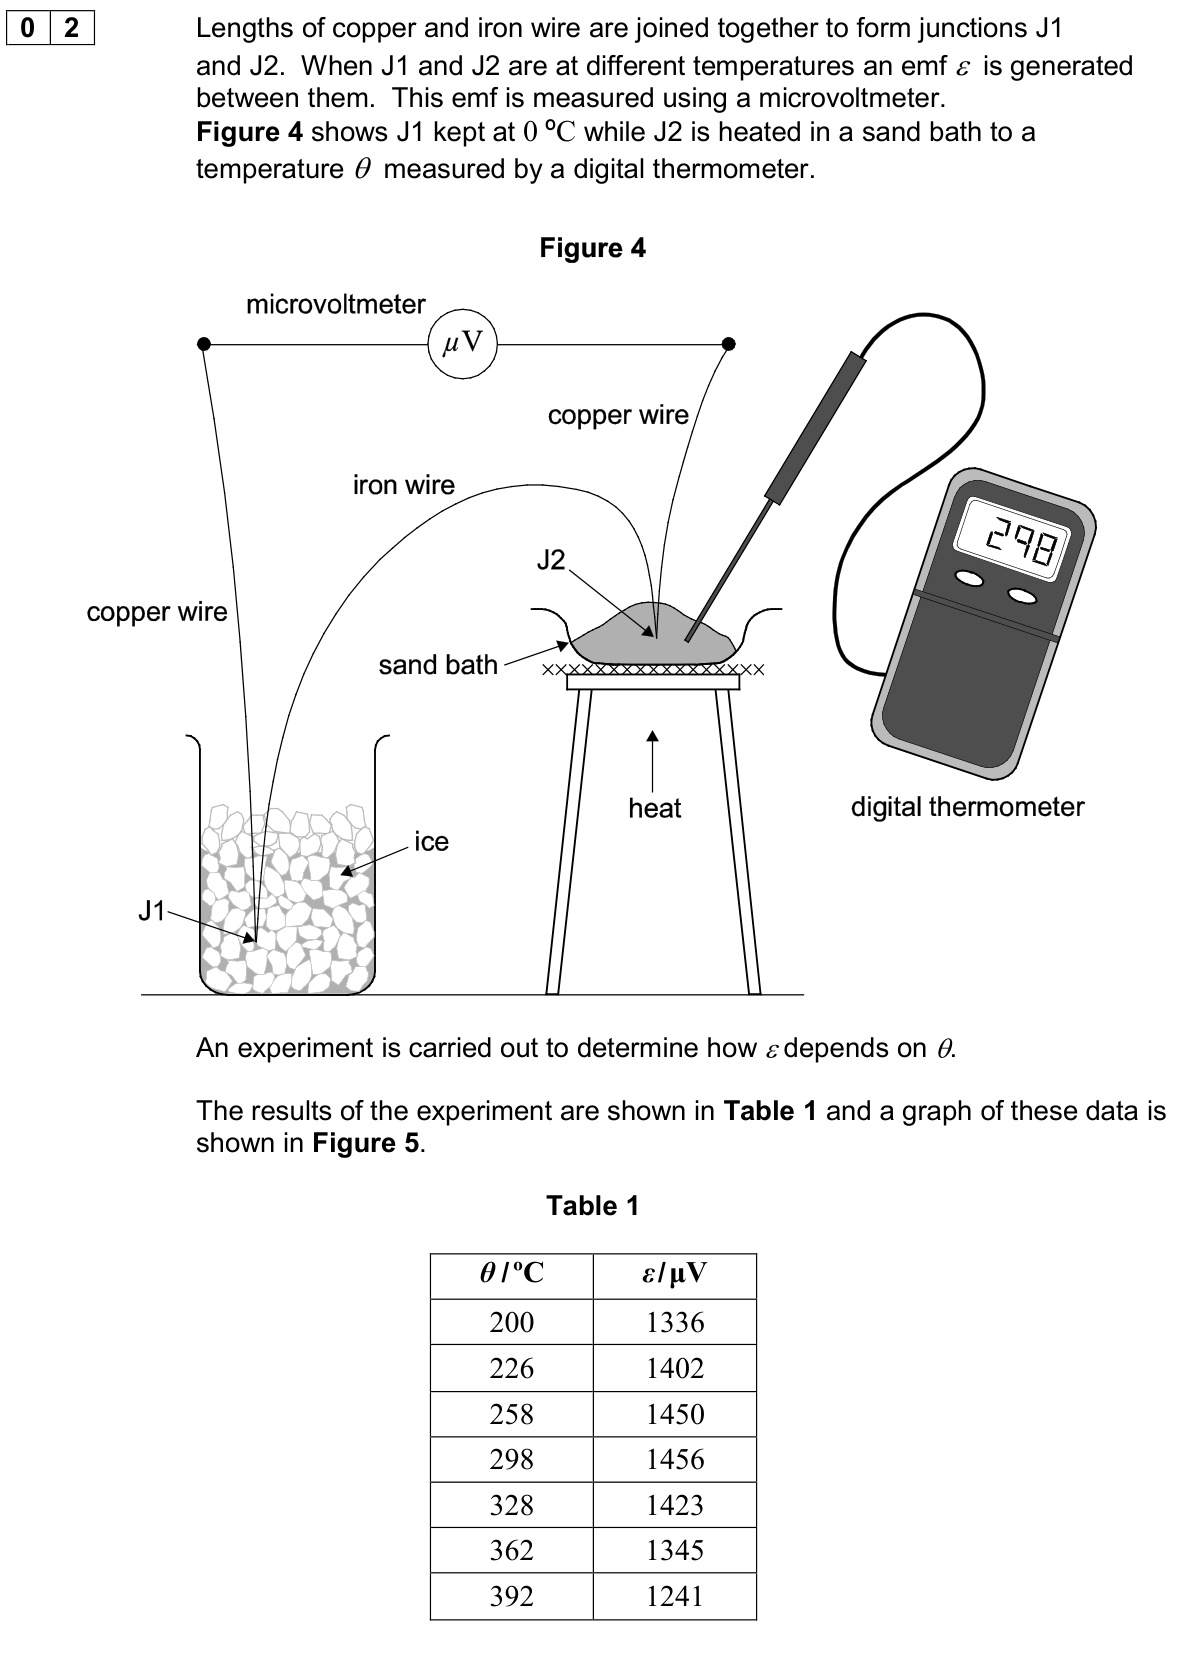 0 2
Lengths of copper and iron wire are joined together to form junctions J1
and J2. When J1 and J2 are at different temperatures an emf ε is generated
between them. This emf is measured using a microvoltmeter.
Figure 4 shows J1 kept at 0 ºC while J2 is heated in a sand bath to a
temperature θ measured by a digital thermometer.
Figure 4
microvoltmeter
µV
copper wire
iron wire
298
J2
copper wire
sand bath
heat
digital thermometer
ice
J1
An experiment is carried out to determine how ε depends on θ.
The results of the experiment are shown in Table 1 and a graph of these data is
shown in Figure 5.
Table 1
θ / ºC ε / µV
200 1336
226 1402
258 1450
298 1456
328 1423
362 1345
392 1241